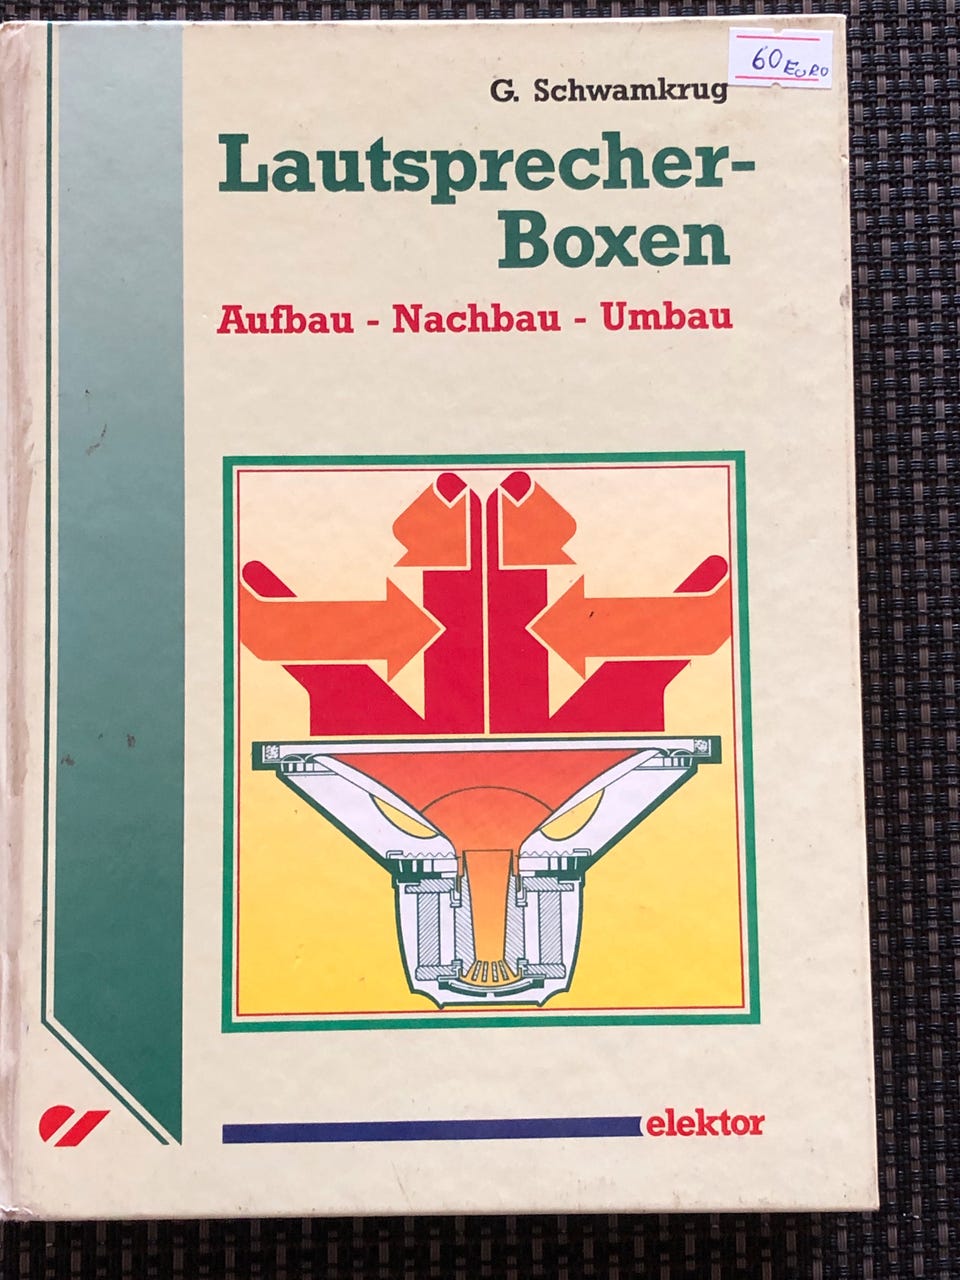 60 EURO
G. Schwamkrug
Lautsprecher-
Boxen
Aufbau - Nachbau - Umbau
elektor